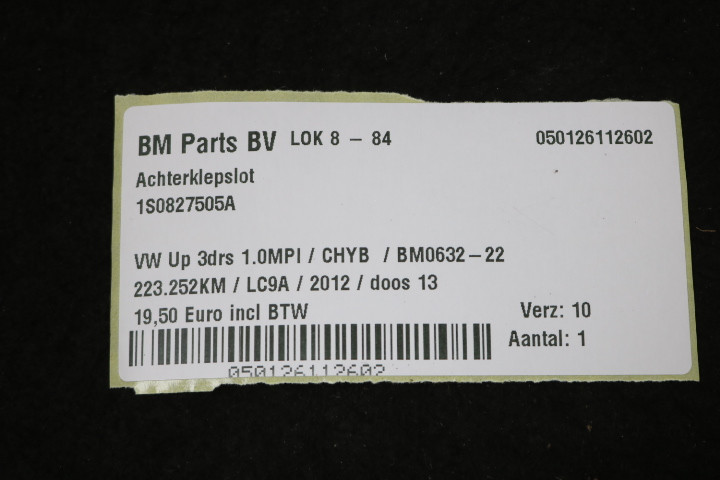 BM Parts BV LOK 8 - 84 050126112602
Achterklepslot
1S0827505A
VW Up 3drs 1.0MPI / CHYB / BM0632-22
223.252KM / LC9A / 2012 / doos 13
19,50 Euro incl BTW Verz: 10
Aantal: 1
050126112602